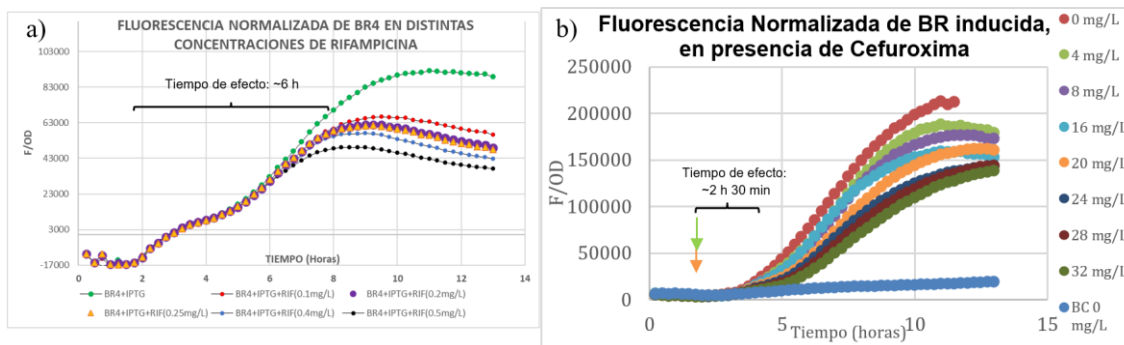 a)
FLUORESCENCIA NORMALIZADA DE BR4 EN DISTINTAS
CONCENTRACIONES DE RIFAMPICINA
103000
83000
63000
43000
23000
3000
-17000
F/OD
Tiempo de efecto: ~6 h
0
2
4
6
8
10
12
14
TIEMPO (Horas)
BR4+IPTG
BR4+IPTG+RIF(0.1mg/L)
BR4+IPTG+RIF(0.2mg/L)
BR4+IPTG+RIF(0.25mg/L)
BR4+IPTG+RIF(0.4mg/L)
BR4+IPTG+RIF(0.5mg/L)
b)
Fluorescencia Normalizada de BR inducida,
en presencia de Cefuroxima
250000
200000
150000
100000
50000
0
F/OD
Tiempo de efecto:
~2 h 30 min
0
5
10
15
Tiempo (horas)
0 mg/L
4 mg/L
8 mg/L
16 mg/L
20 mg/L
24 mg/L
28 mg/L
32 mg/L
BC 0
mg/L